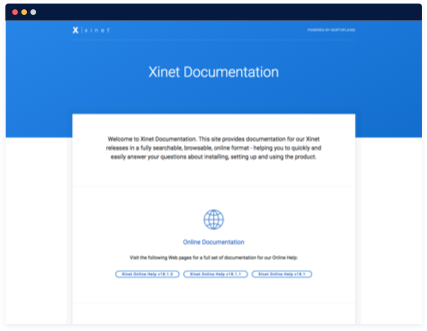 X | xinet
POWERED BY NORTHPLAINS
Xinet Documentation
Welcome to Xinet Documentation. This site provides documentation for our Xinet
releases in a fully searchable, browsable, online format - helping you to quickly and
easily answer your questions about installing, setting up and using the product.
Online Documentation
Visit the following Web pages for a full set of documentation for our Online Help:
Xinet Online Help v19.1.2 Xinet Online Help v19.1.1 Xinet Online Help v19.1